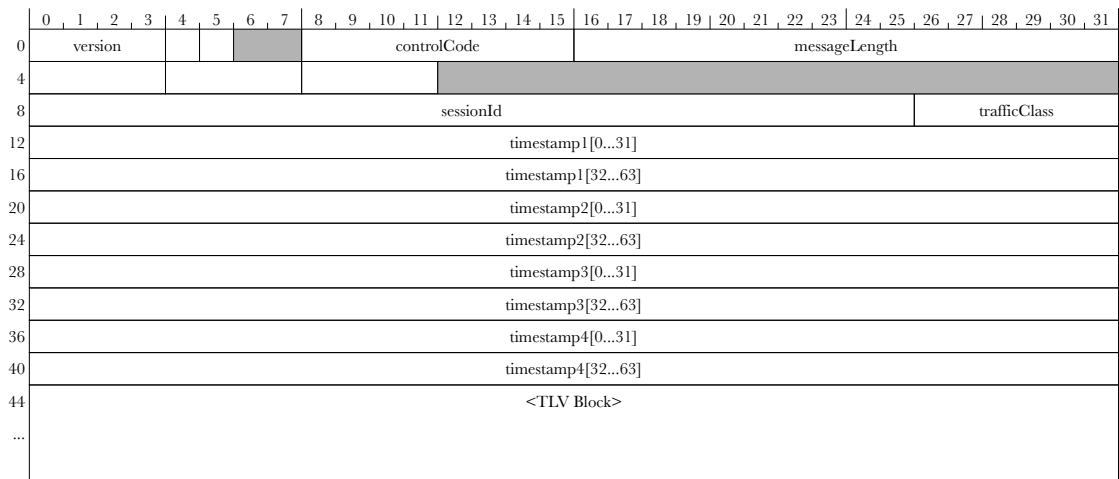 0 1 2 3 4 5 6 7 8 9 10 11 12 13 14 15 16 17 18 19 20 21 22 23 24 25 26 27 28 29 30 31
0 version controlCode messageLength
4
8 sessionId trafficClass
12 timestamp1[0...31]
16 timestamp1[32...63]
20 timestamp2[0...31]
24 timestamp2[32...63]
28 timestamp3[0...31]
32 timestamp3[32...63]
36 timestamp4[0...31]
40 timestamp4[32...63]
44 <TLV Block>
...